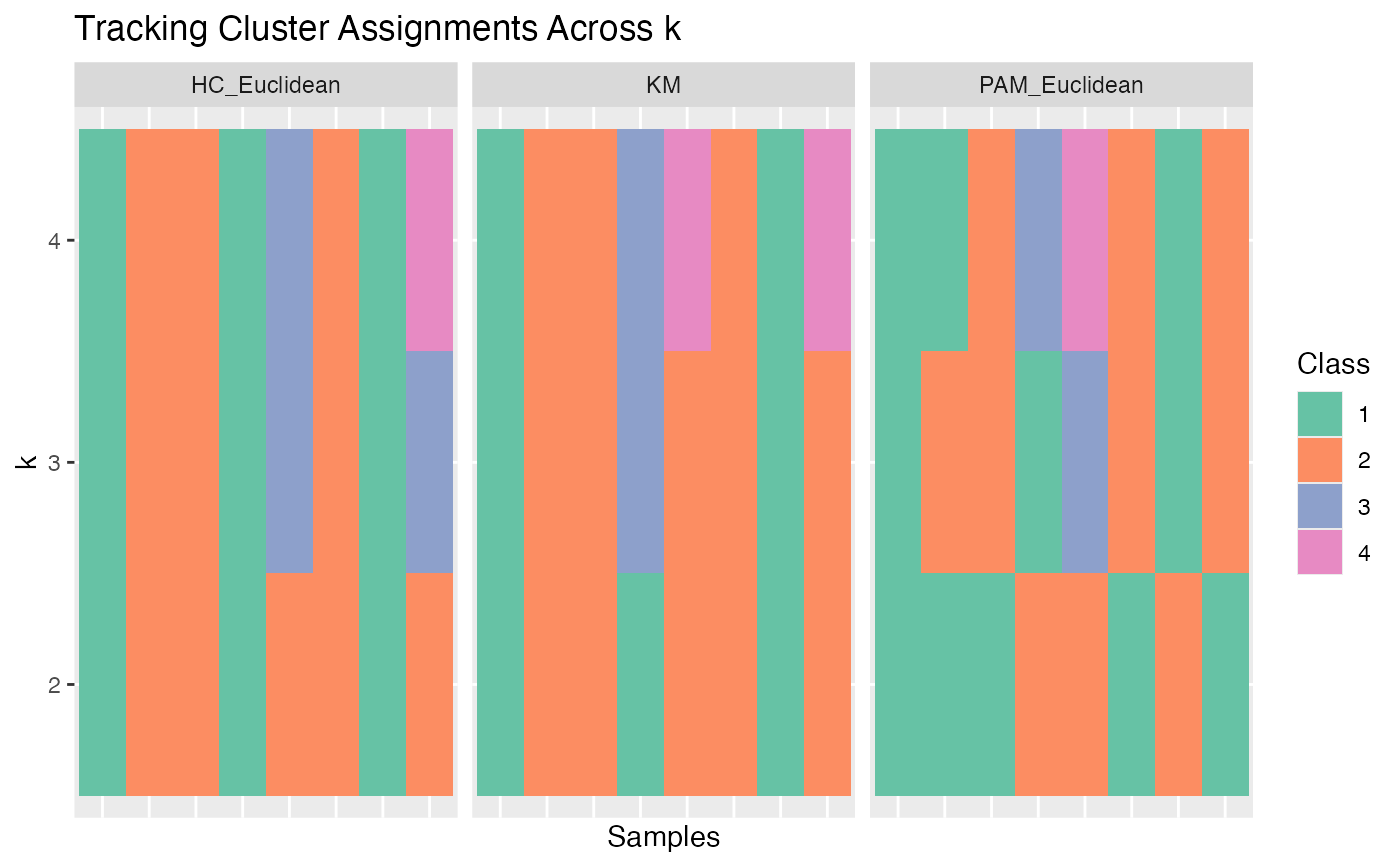 Tracking Cluster Assignments Across k
HC_Euclidean
KM
PAM_Euclidean
4
3
2
k
Samples
Class
1
2
3
4